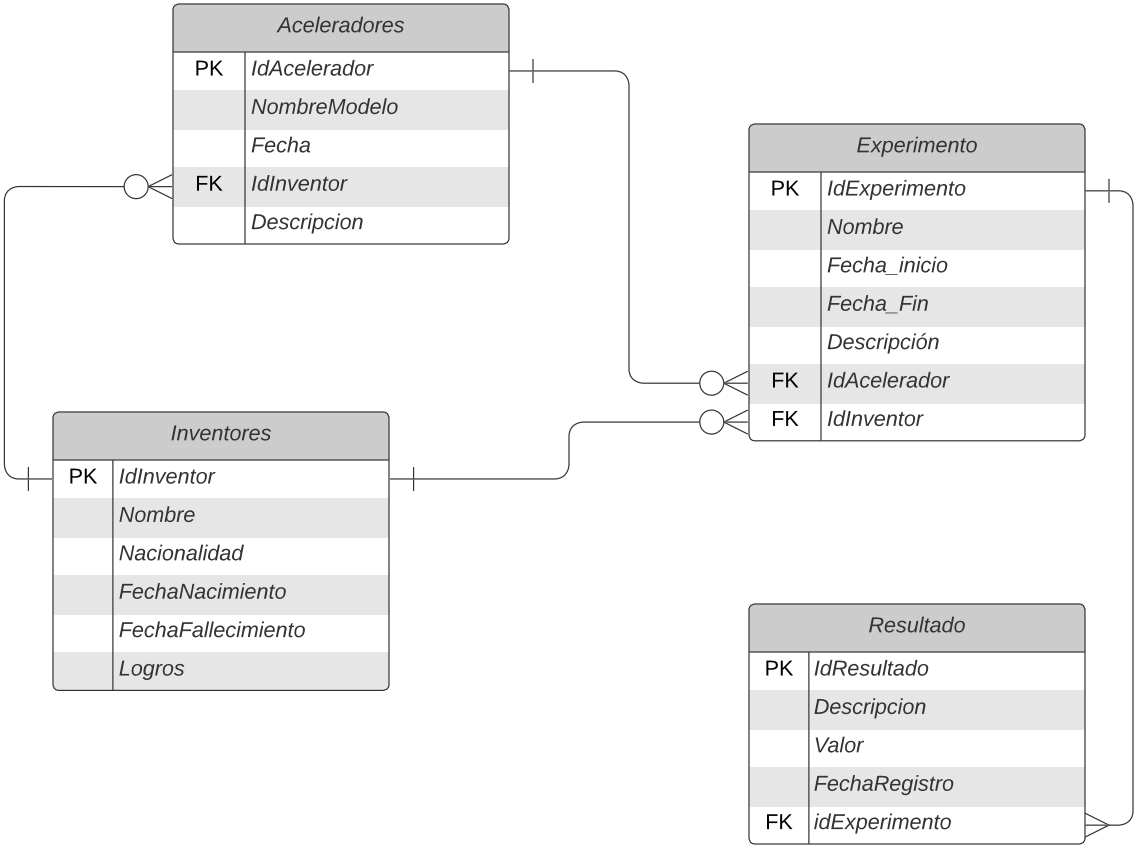 Aceleradores
PK IdAcelerador
NombreModelo
Fecha
FK IdInventor
Descripcion
Experimento
PK IdExperimento
Nombre
Fecha_inicio
Fecha_Fin
Descripción
FK IdAcelerador
FK IdInventor
Inventores
PK IdInventor
Nombre
Nacionalidad
FechaNacimiento
FechaFallecimiento
Logros
Resultado
PK IdResultado
Descripcion
Valor
FechaRegistro
FK idExperimento